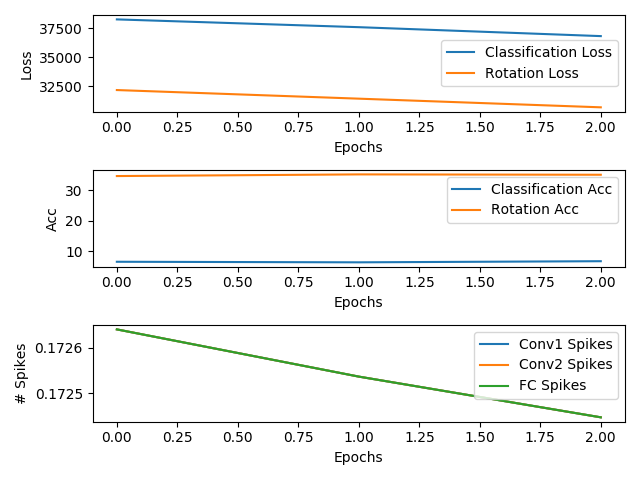 37500
35000
32500
Loss
Classification Loss
Rotation Loss
0.00 0.25 0.50 0.75 1.00 1.25 1.50 1.75 2.00
Epochs
30
20
10
Acc
Classification Acc
Rotation Acc
0.00 0.25 0.50 0.75 1.00 1.25 1.50 1.75 2.00
Epochs
0.1726
0.1725
# Spikes
Conv1 Spikes
Conv2 Spikes
FC Spikes
0.00 0.25 0.50 0.75 1.00 1.25 1.50 1.75 2.00
Epochs